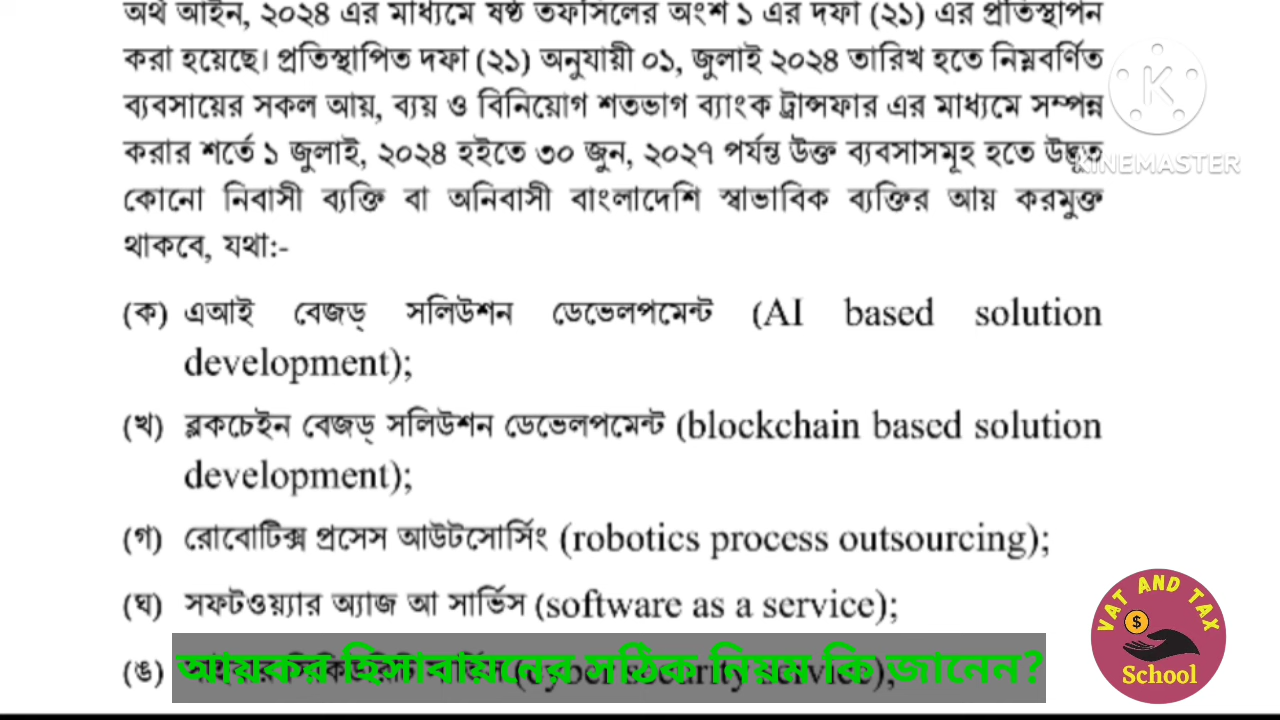 অর্থ আইন, ২০২৪ এর মাধ্যমে ষষ্ঠ তফসিলের অংশ ১ এর দফা (২১) এর প্রতিস্থাপন
করা হয়েছে। প্রতিস্থাপিত দফা (২১) অনুযায়ী ০১, জুলাই ২০২৪ তারিখ হতে নিম্নবর্ণিত
ব্যবসায়ের সকল আয়, ব্যয় ও বিনিয়োগ শতভাগ ব্যাংক ট্রান্সফার এর মাধ্যমে সম্পন্ন
করার শর্তে ১ জুলাই, ২০২৪ হইতে ৩০ জুন, ২০২৭ পর্যন্ত উক্ত ব্যবসাসমূহ হতে উদ্ভূত
কোনো নিবাসী ব্যক্তি বা অনিবাসী বাংলাদেশি স্বাভাবিক ব্যক্তির আয় করমুক্ত
থাকবে, যথা:-
(ক) এআই বেজড্ সলিউশন ডেভেলপমেন্ট (AI based solution
development);
(খ) ব্লকচেইন বেজড্ সলিউশন ডেভেলপমেন্ট (blockchain based solution
development);
(গ) রোবোটিক্স প্রসেস আউটসোর্সিং (robotics process outsourcing);
(ঘ) সফটওয়্যার অ্যাজ আ সার্ভিস (software as a service);
(ঙ) (cyber security service);
আয়কর হিসাবায়নের সঠিক নিয়ম কি জানেন?
K
KINEMASTER
VAT AND TAX
$
School